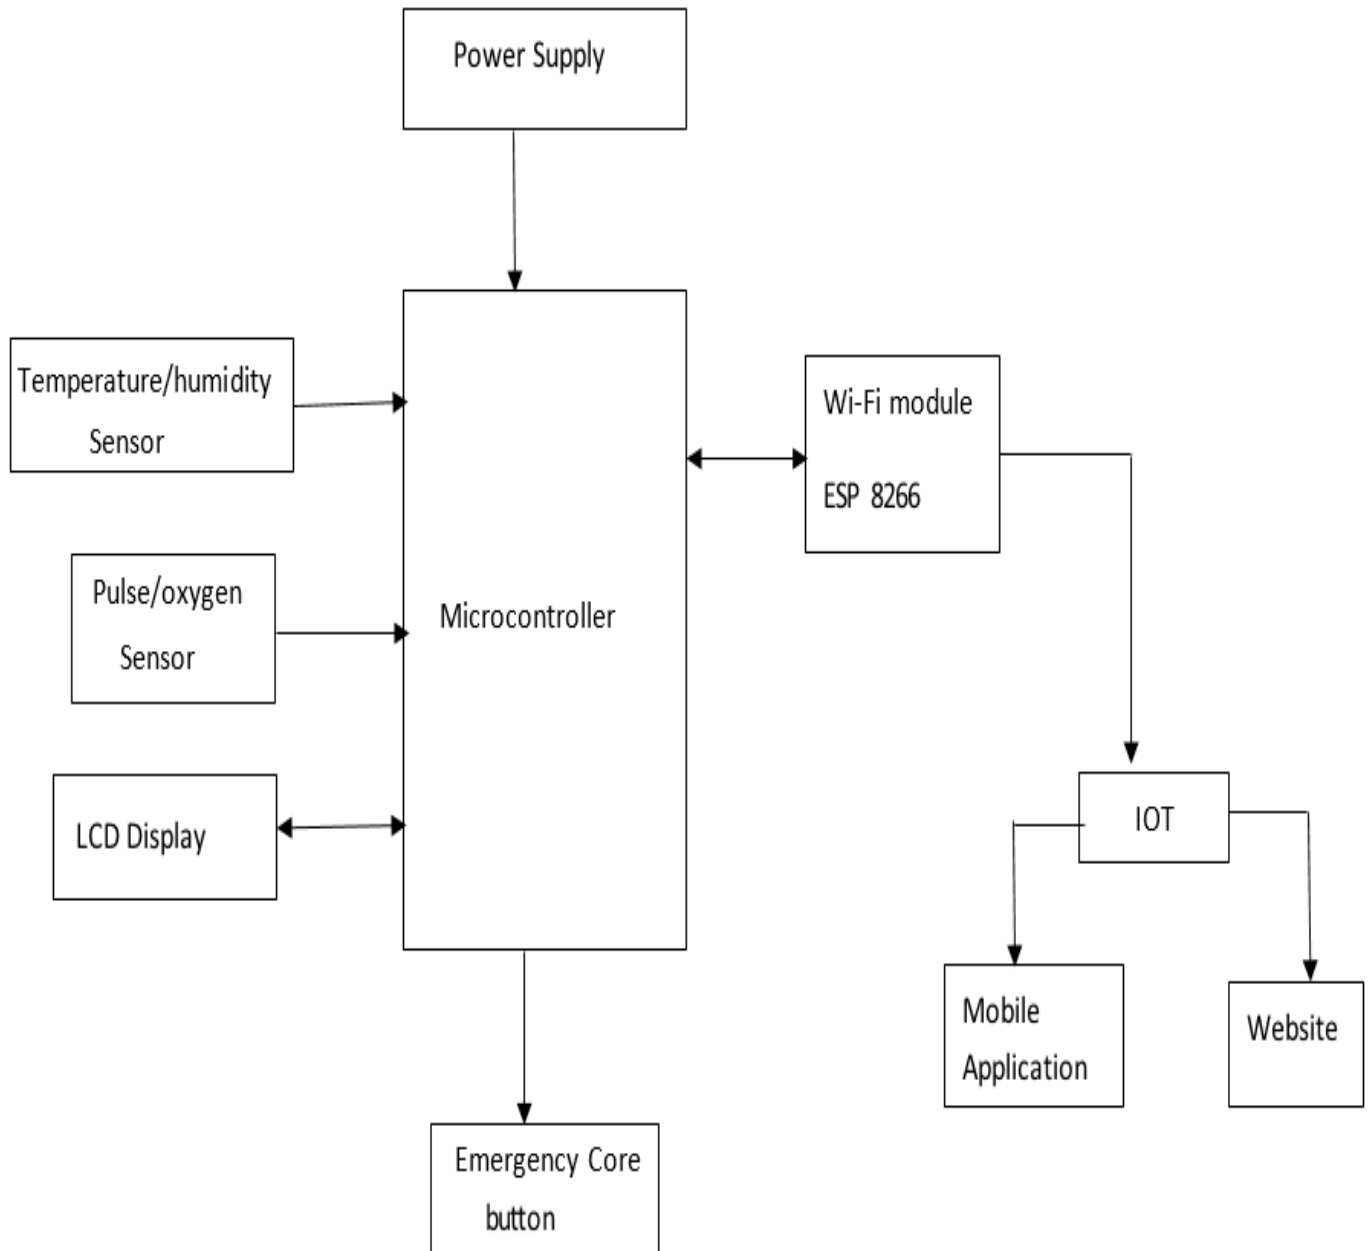 Power Supply
Temperature/humidity
Sensor
Wi-Fi module
ESP 8266
Pulse/oxygen
Sensor
Microcontroller
LCD Display
IOT
Mobile
Application
Website
Emergency Core
button